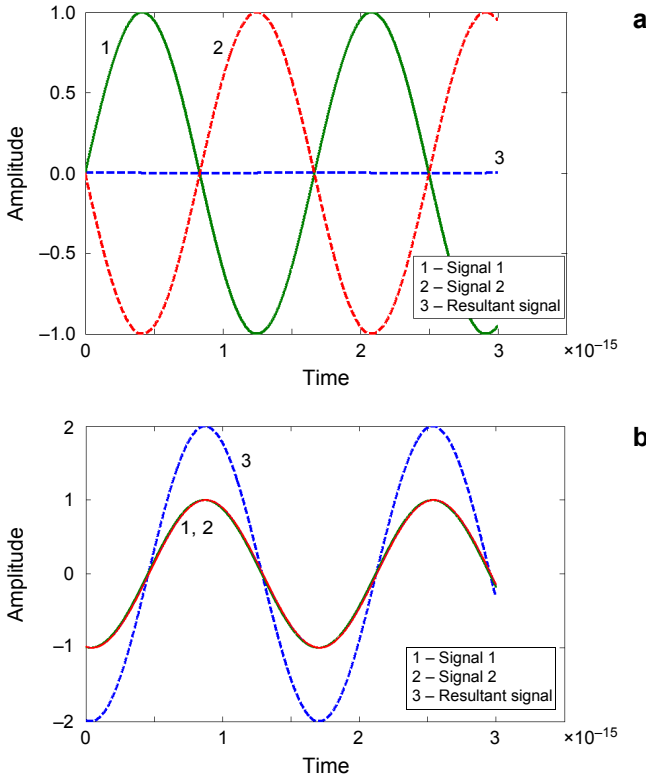 a
1.0
1
2
0.5
Amplitude
0.0
3
–0.5
1 – Signal 1
2 – Signal 2
3 – Resultant signal
–1.0
0
1
2
3
×10⁻¹⁵
Time
b
2
3
1
1, 2
Amplitude
0
–1
1 – Signal 1
2 – Signal 2
3 – Resultant signal
–2
0
1
2
3
×10⁻¹⁵
Time